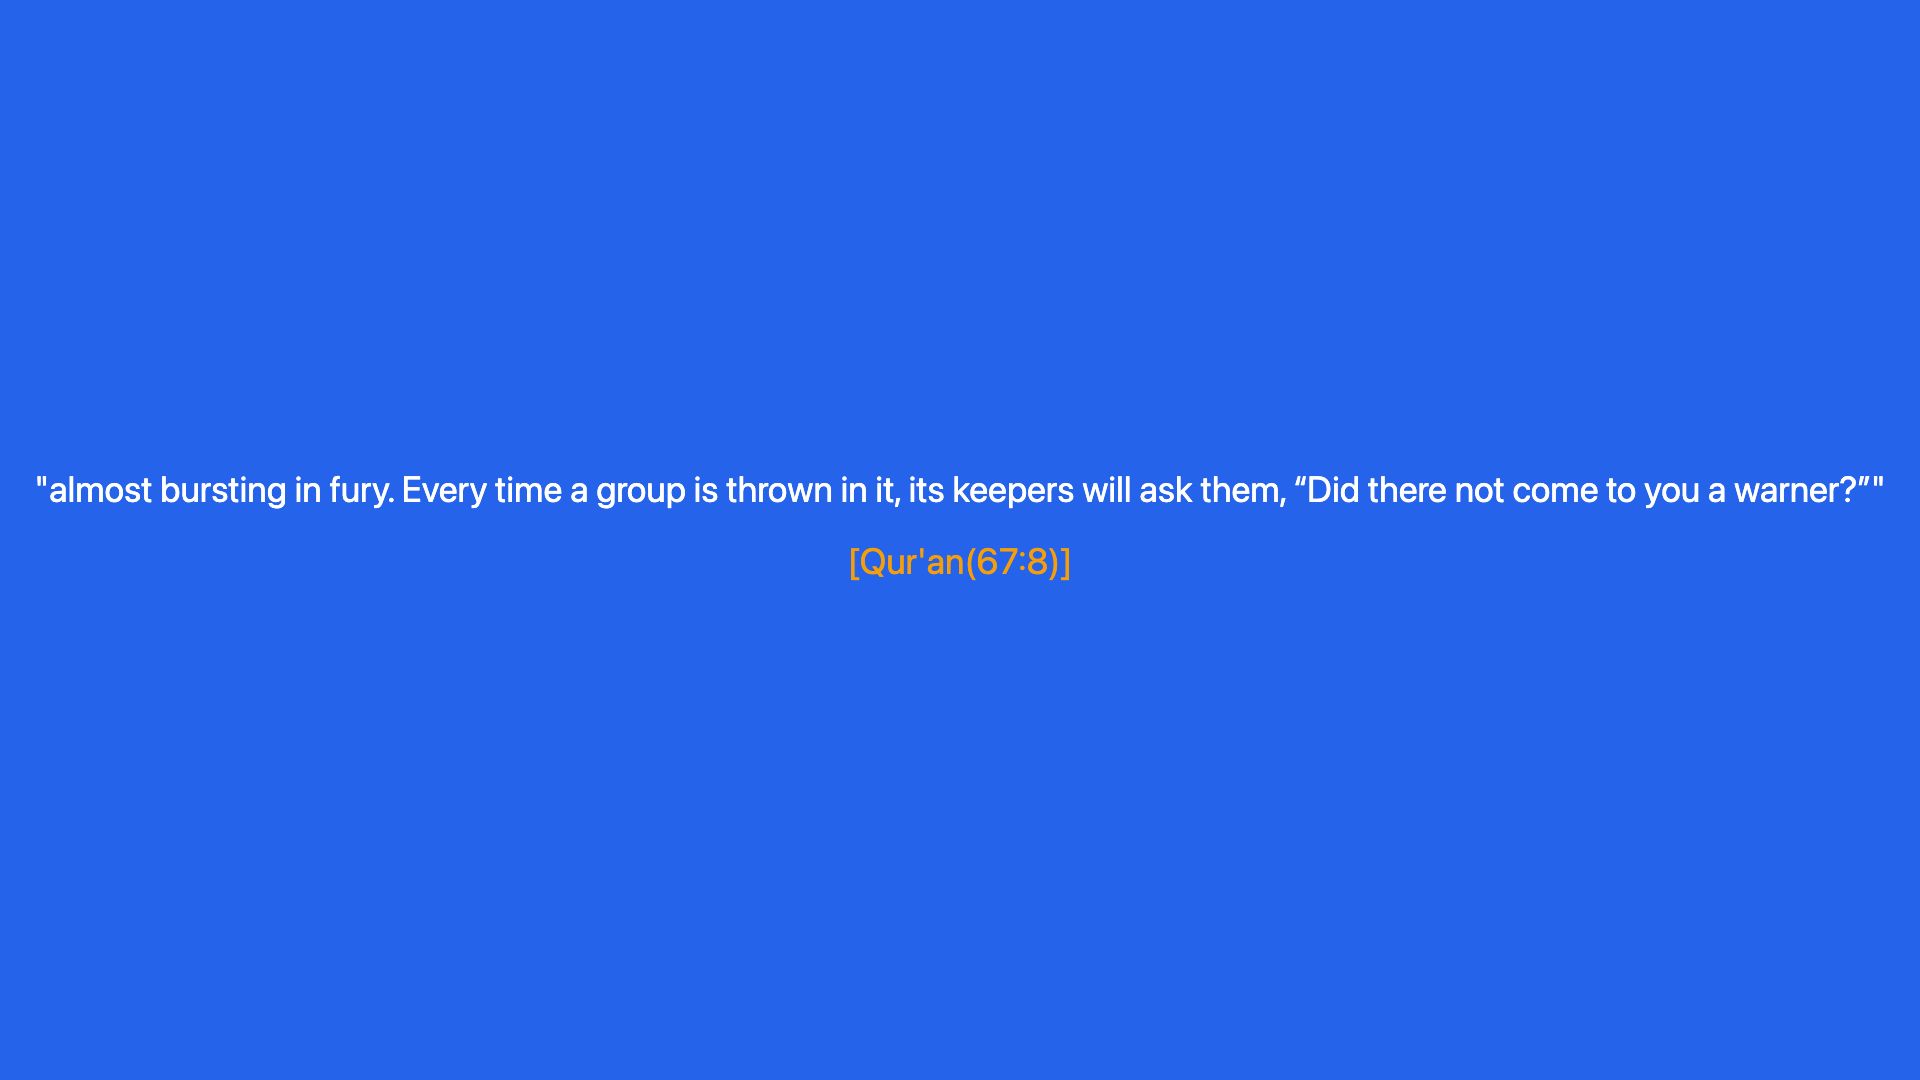 "almost bursting in fury. Every time a group is thrown in it, its keepers will ask them, “Did there not come to you a warner?”"
[Qur'an(67:8)]